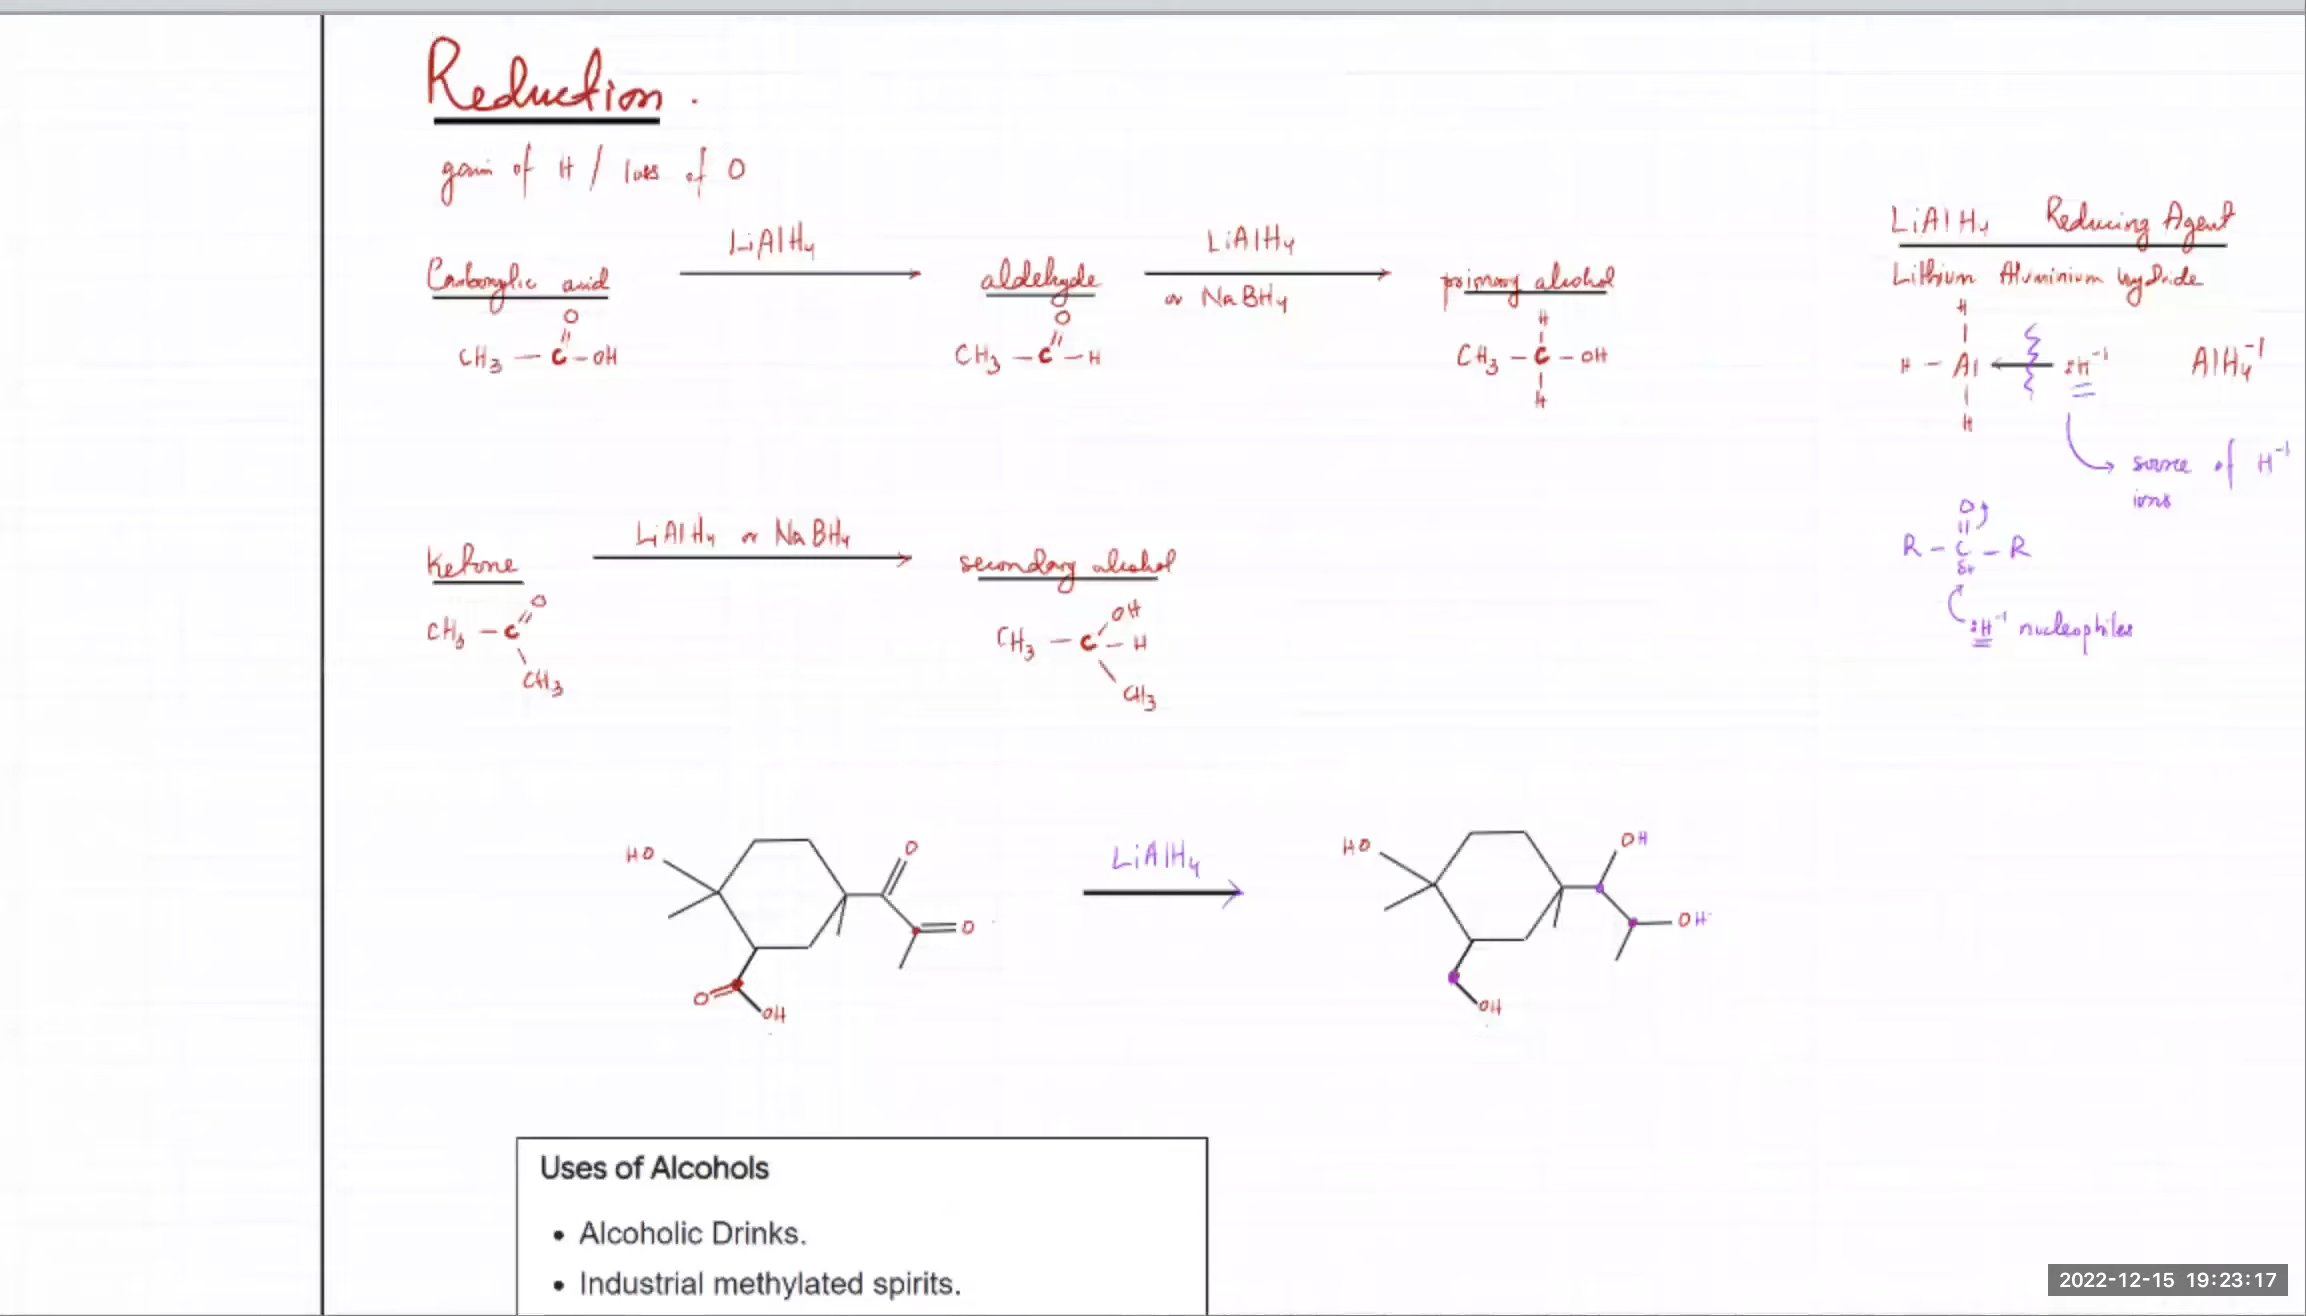 Reduction.
gain of H / loss of O
LiAlH4
LiAlH4
Carboxylic acid
aldehyde
or NaBH4
primary alcohol
O
CH3 – C – OH
O
CH3 – C – H
H
CH3 – C – OH
H
LiAlH4 Reducing Agent
Lithium Aluminium hydride
H
H – Al :H-1 AlH4-1
H
source of H-1
ions
O
R – C – R
δ+
:H-1 nucleophiles
LiAlH4 or NaBH4
Ketone
secondary alcohol
O
CH3 – C
CH3
OH
CH3 – C – H
CH3
HO
O
O
O
OH
LiAlH4
HO
OH
OH
OH
Uses of Alcohols
• Alcoholic Drinks.
• Industrial methylated spirits.
2022-12-15 19:23:17